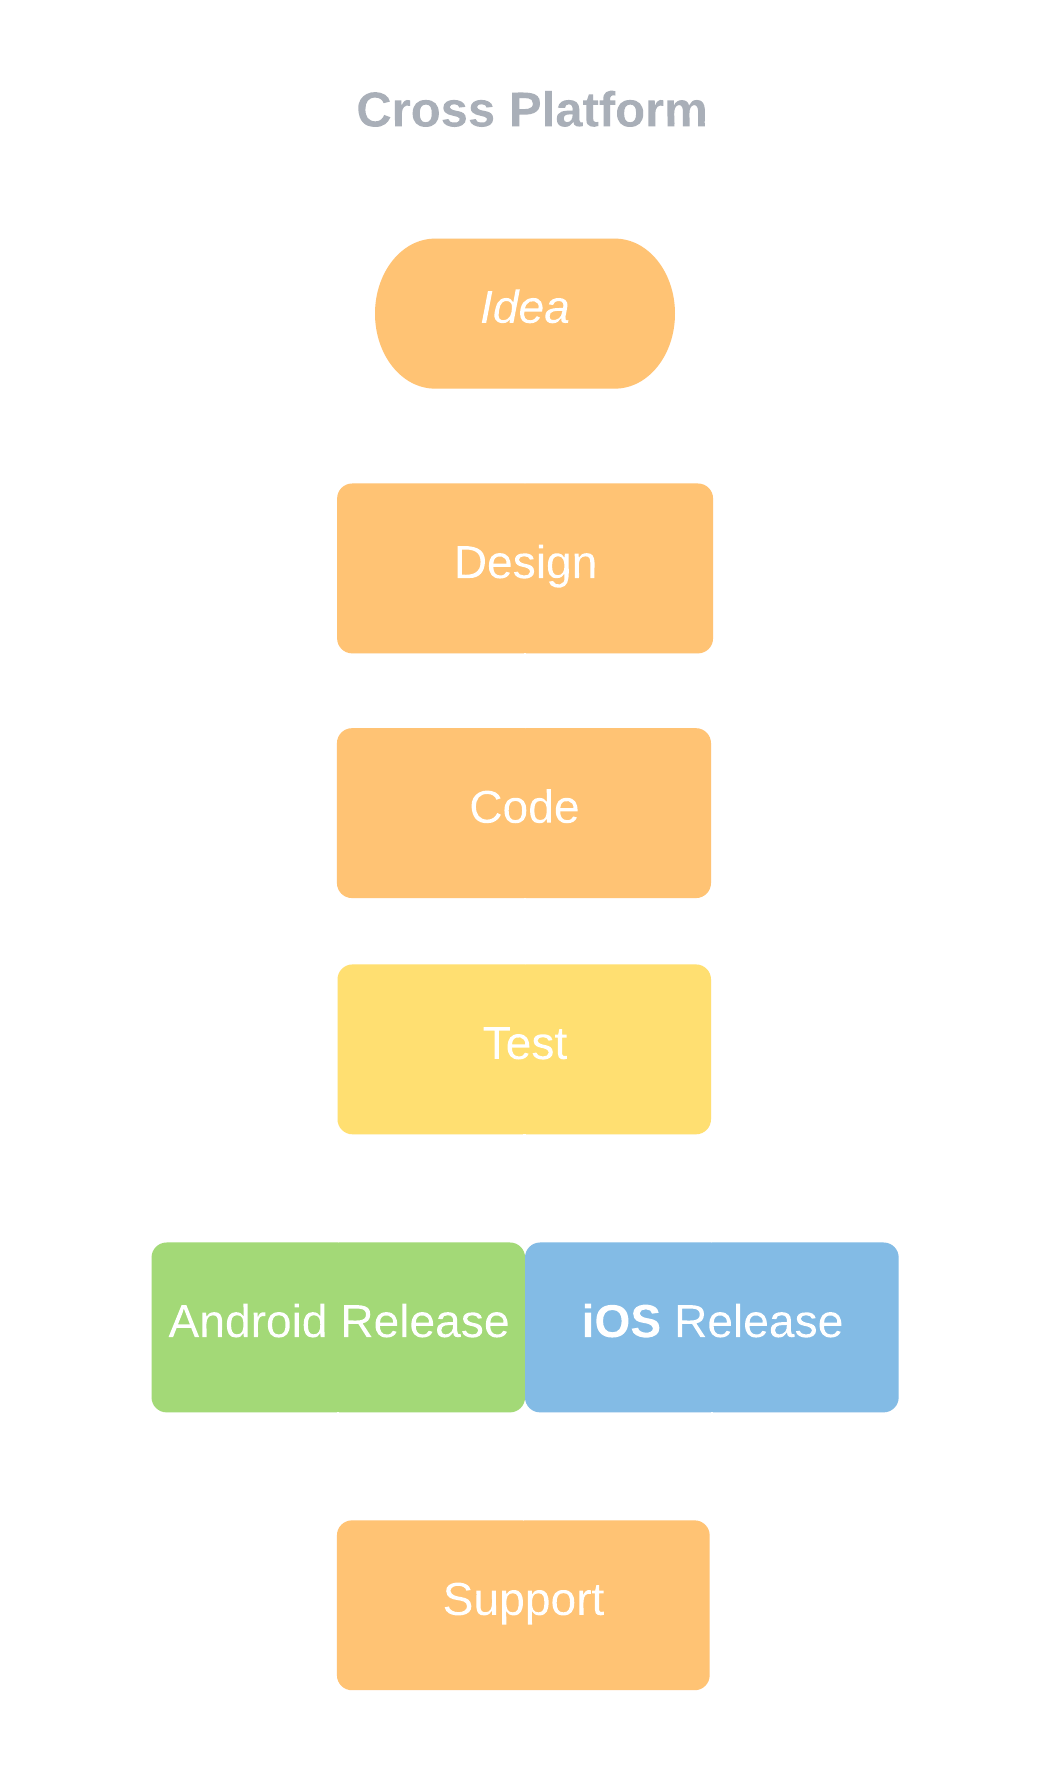 Cross Platform
Idea
Design
Code
Test
Android Release
iOS Release
Support